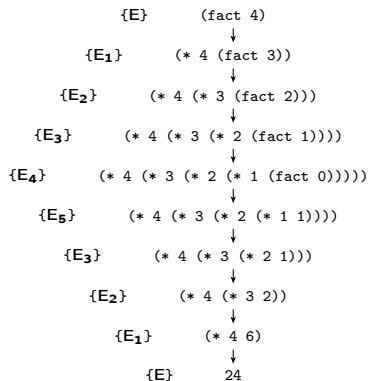 {E} (fact 4)
{E₁} (* 4 (fact 3))
{E₂} (* 4 (* 3 (fact 2)))
{E₃} (* 4 (* 3 (* 2 (fact 1))))
{E₄} (* 4 (* 3 (* 2 (* 1 (fact 0)))))
{E₅} (* 4 (* 3 (* 2 (* 1 1))))
{E₃} (* 4 (* 3 (* 2 1)))
{E₂} (* 4 (* 3 2))
{E₁} (* 4 6)
{E} 24